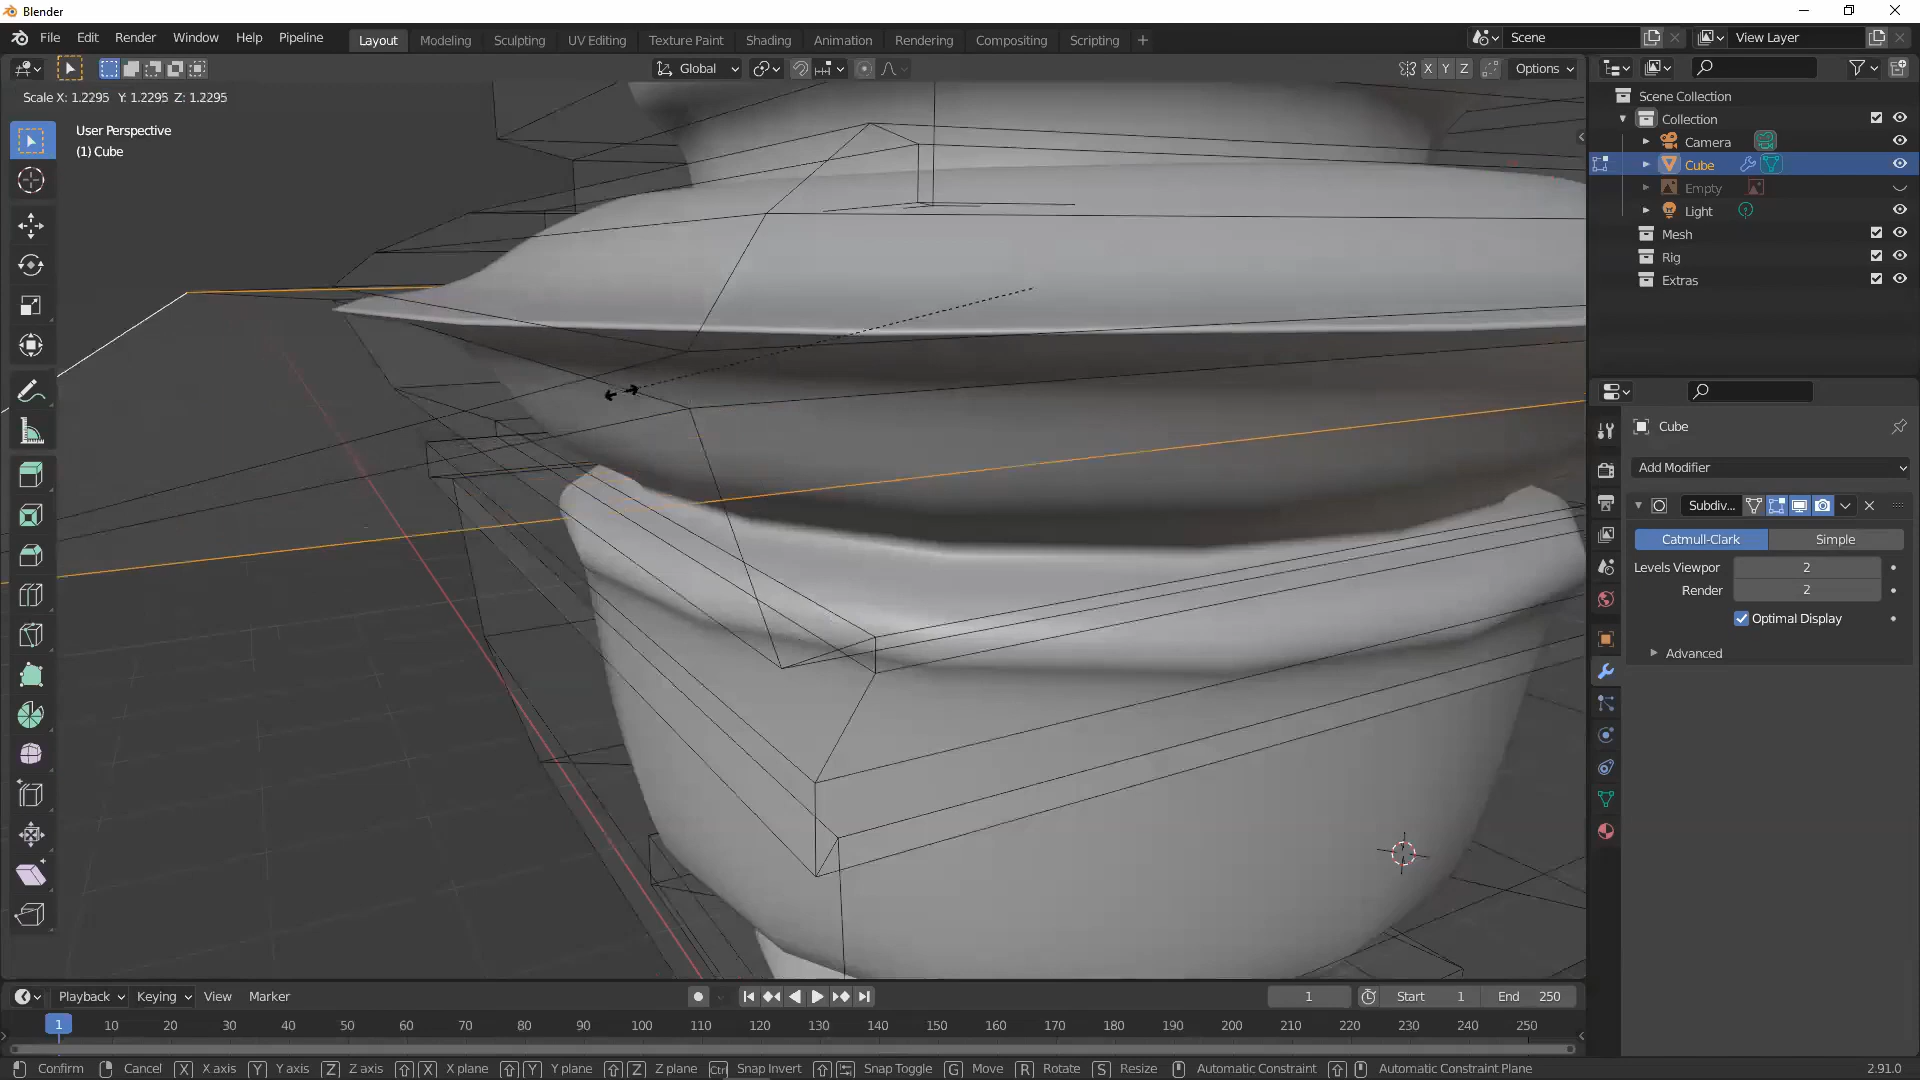 Blender
File Edit Render Window Help Pipeline
Layout Modeling Sculpting UV Editing Texture Paint Shading Animation Rendering Compositing Scripting +
Scene
View Layer
Global
X Y Z
Options
Scale X: 1.2295 Y: 1.2295 Z: 1.2295
User Perspective
(1) Cube
Scene Collection
Collection
Camera
Cube
Empty
Light
Mesh
Rig
Extras
Cube
Add Modifier
Subdiv...
Catmull-Clark Simple
Levels Viewpor 2
Render 2
Optimal Display
Advanced
Playback Keying View Marker
1
Start 1
End 250
1 10 20 30 40 50 60 70 80 90 100 110 120 130 140 150 160 170 180 190 200 210 220 230 240 250
Confirm Cancel X X axis Y Y axis Z Z axis X X plane Y Y plane Z Z plane Ctrl Snap Invert Snap Toggle G Move R Rotate S Resize Automatic Constraint Automatic Constraint Plane
2.91.0